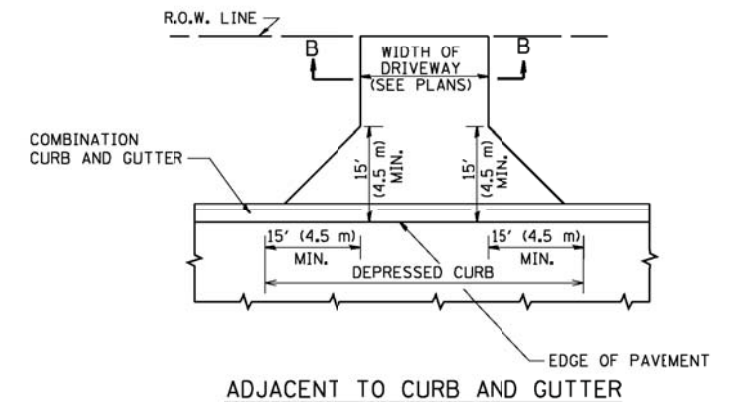 R.O.W. LINE
B
WIDTH OF
DRIVEWAY
(SEE PLANS)
B
COMBINATION
CURB AND GUTTER
15'
(4.5 m)
MIN.
15'
(4.5 m)
MIN.
15' (4.5 m)
MIN.
15' (4.5 m)
MIN.
DEPRESSED CURB
EDGE OF PAVEMENT
ADJACENT TO CURB AND GUTTER